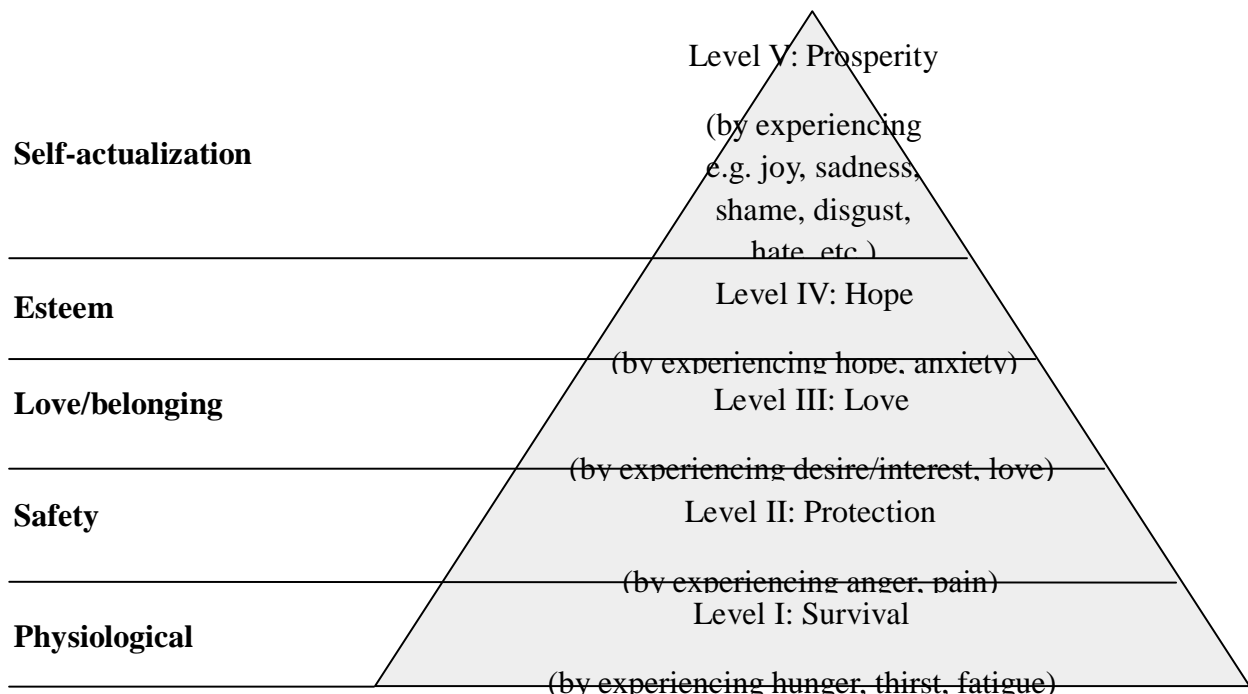 Level V: Prosperity
(by experiencing
e.g. joy, sadness,
shame, disgust,
hate, etc.)
Self-actualization
Level IV: Hope
(by experiencing hope, anxiety)
Esteem
Level III: Love
(by experiencing desire/interest, love)
Love/belonging
Level II: Protection
(by experiencing anger, pain)
Safety
Level I: Survival
(by experiencing hunger, thirst, fatigue)
Physiological